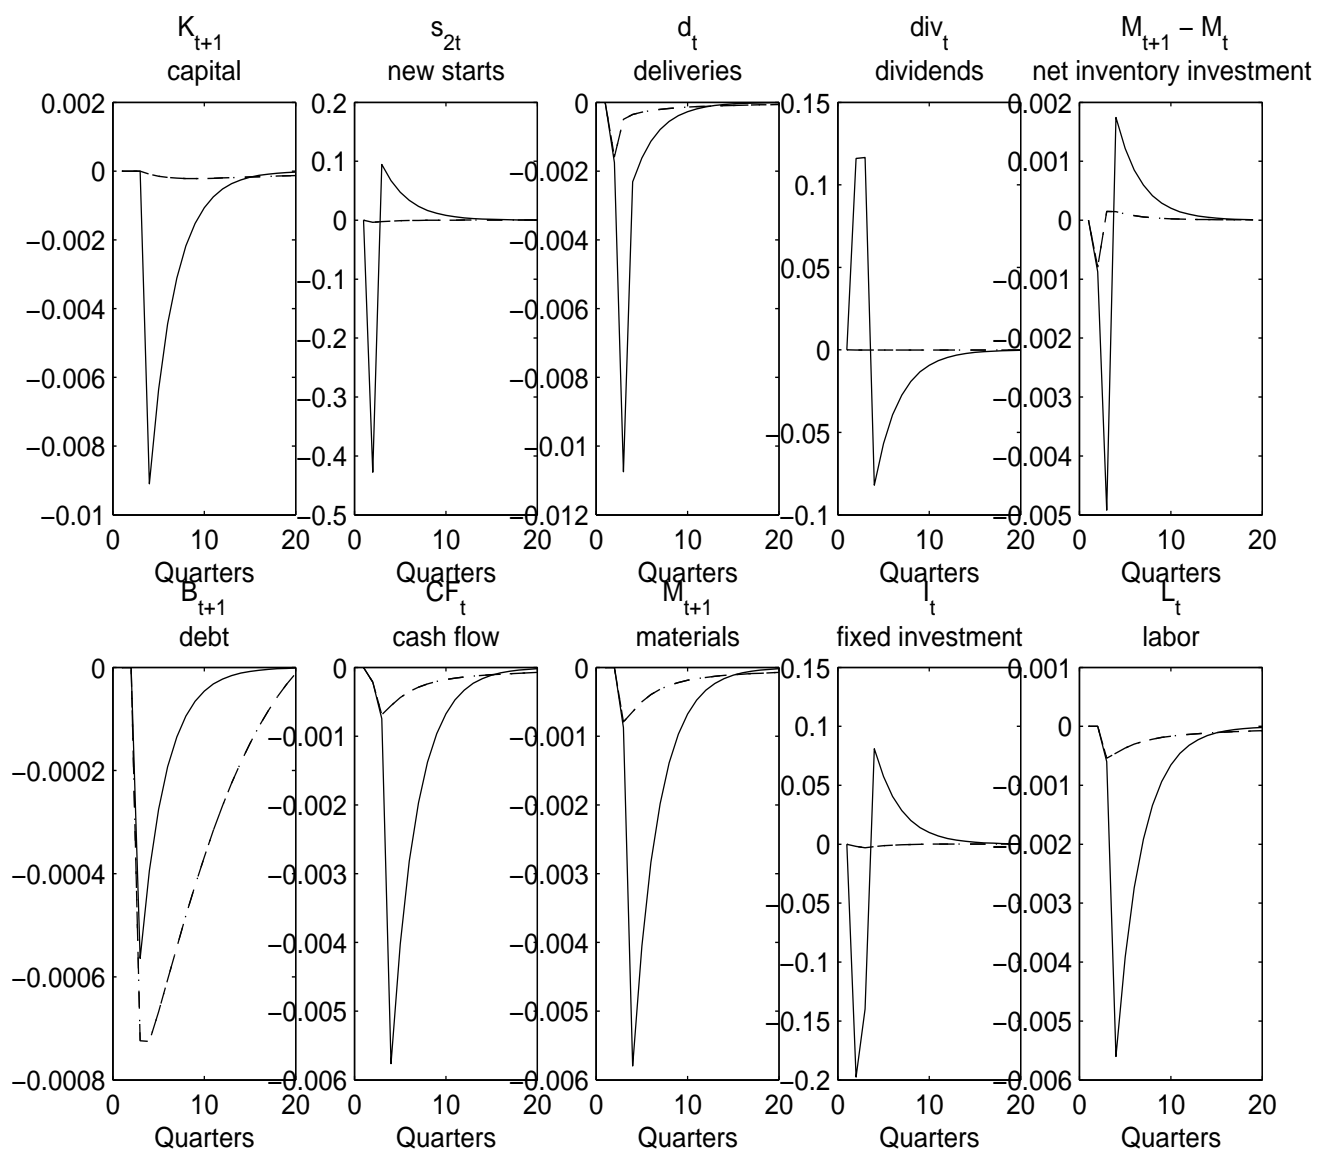 K_{t+1} capital
0.002
0
−0.002
−0.004
−0.006
−0.008
−0.01
0 10 20
Quarters
s_{2t} new starts
0.2
0.1
0
−0.1
−0.2
−0.3
−0.4
−0.5
0 10 20
Quarters
d_t deliveries
0
−0.002
−0.004
−0.006
−0.008
−0.01
−0.012
0 10 20
Quarters
div_t dividends
0.15
0.1
0.05
0
−0.05
−0.1
0 10 20
Quarters
M_{t+1} − M_t net inventory investment
0.002
0.001
0
−0.001
−0.002
−0.003
−0.004
−0.005
0 10 20
Quarters
B_{t+1} debt
0
−0.0002
−0.0004
−0.0006
−0.0008
0 10 20
Quarters
CF_t cash flow
0
−0.001
−0.002
−0.003
−0.004
−0.005
−0.006
0 10 20
Quarters
M_{t+1} materials
0
−0.001
−0.002
−0.003
−0.004
−0.005
−0.006
0 10 20
Quarters
I_t fixed investment
0.15
0.1
0.05
0
−0.05
−0.1
−0.15
−0.2
0 10 20
Quarters
L_t labor
0.001
0
−0.001
−0.002
−0.003
−0.004
−0.005
−0.006
0 10 20
Quarters